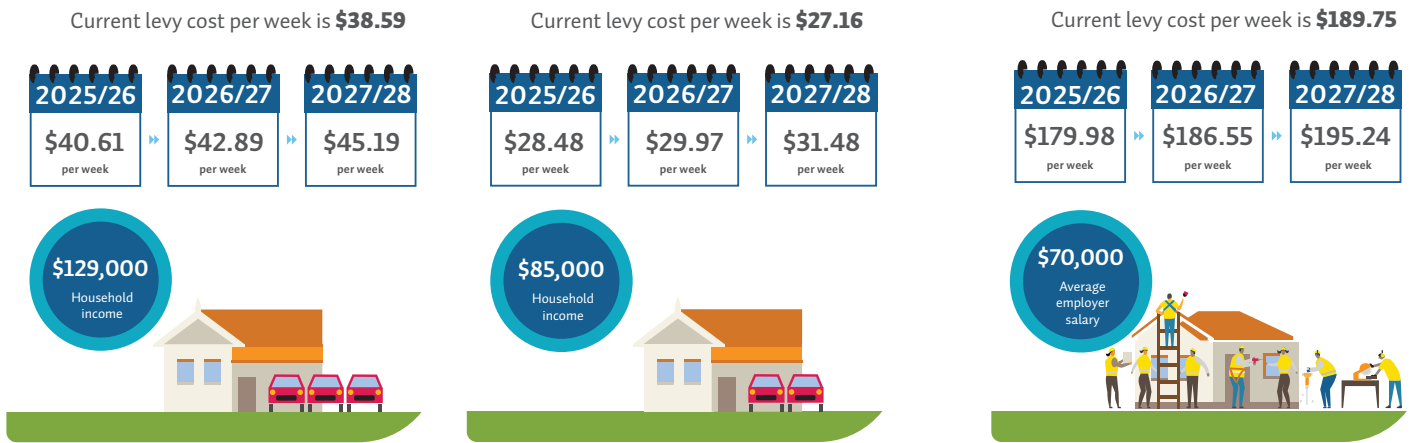 Current levy cost per week is $38.59
2025/26
2026/27
2027/28
$40.61
per week
$42.89
per week
$45.19
per week
$129,000
Household
income
Current levy cost per week is $27.16
2025/26
2026/27
2027/28
$28.48
per week
$29.97
per week
$31.48
per week
$85,000
Household
income
Current levy cost per week is $189.75
2025/26
2026/27
2027/28
$179.98
per week
$186.55
per week
$195.24
per week
$70,000
Average
employer
salary